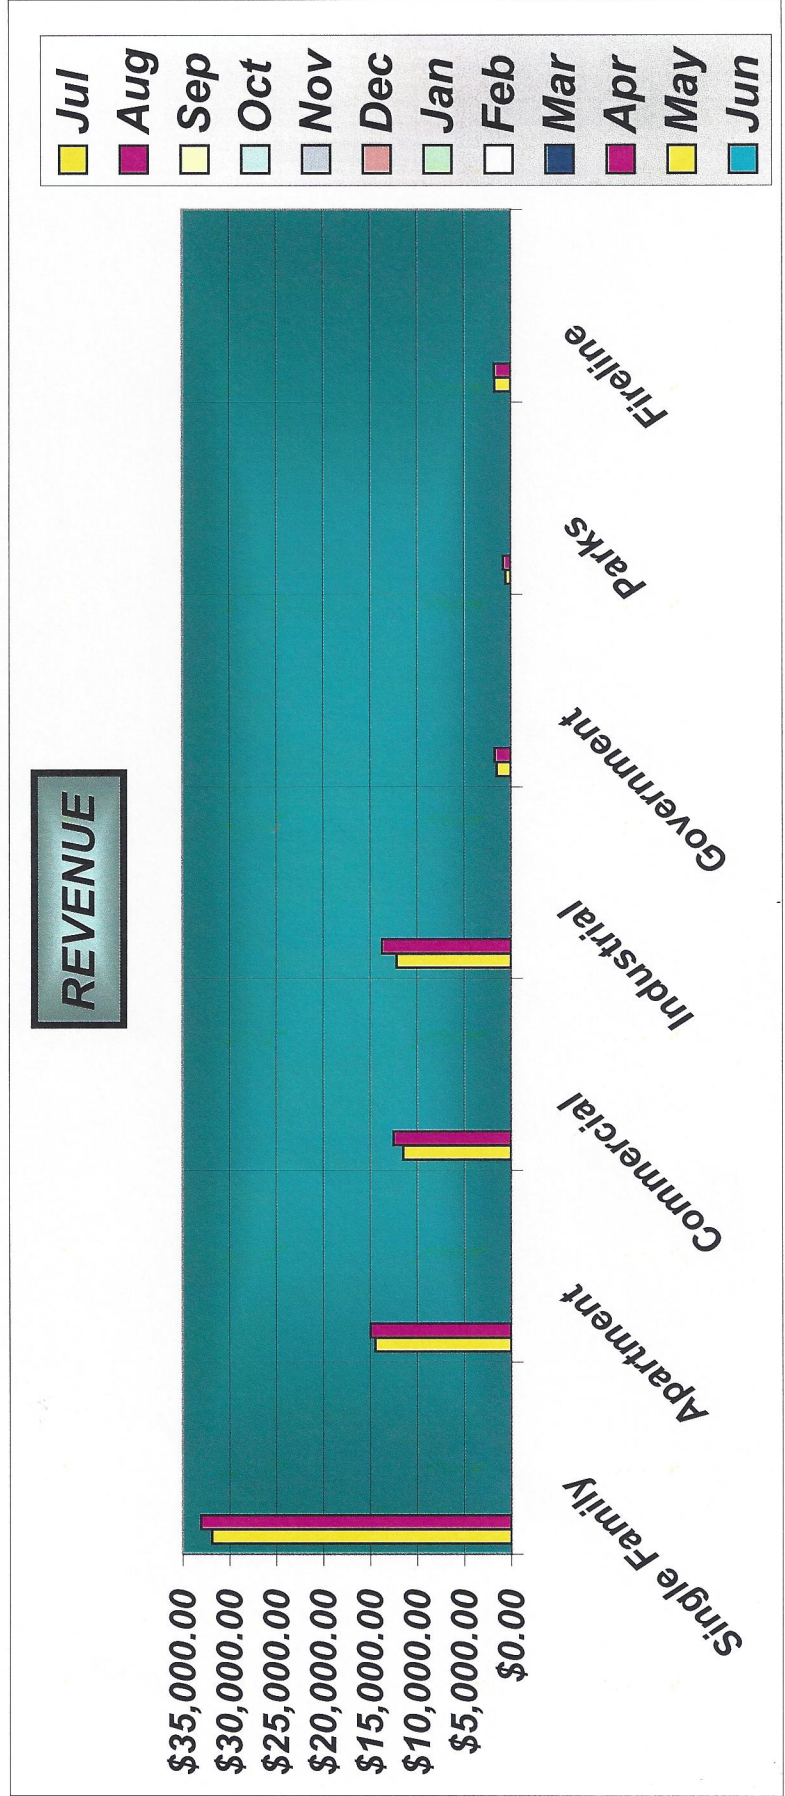 REVENUE
$35,000.00
$30,000.00
$25,000.00
$20,000.00
$15,000.00
$10,000.00
$5,000.00
$0.00
Single Family
Apartment
Commercial
Industrial
Government
Parks
Fireline
Jul
Aug
Sep
Oct
Nov
Dec
Jan
Feb
Mar
Apr
May
Jun